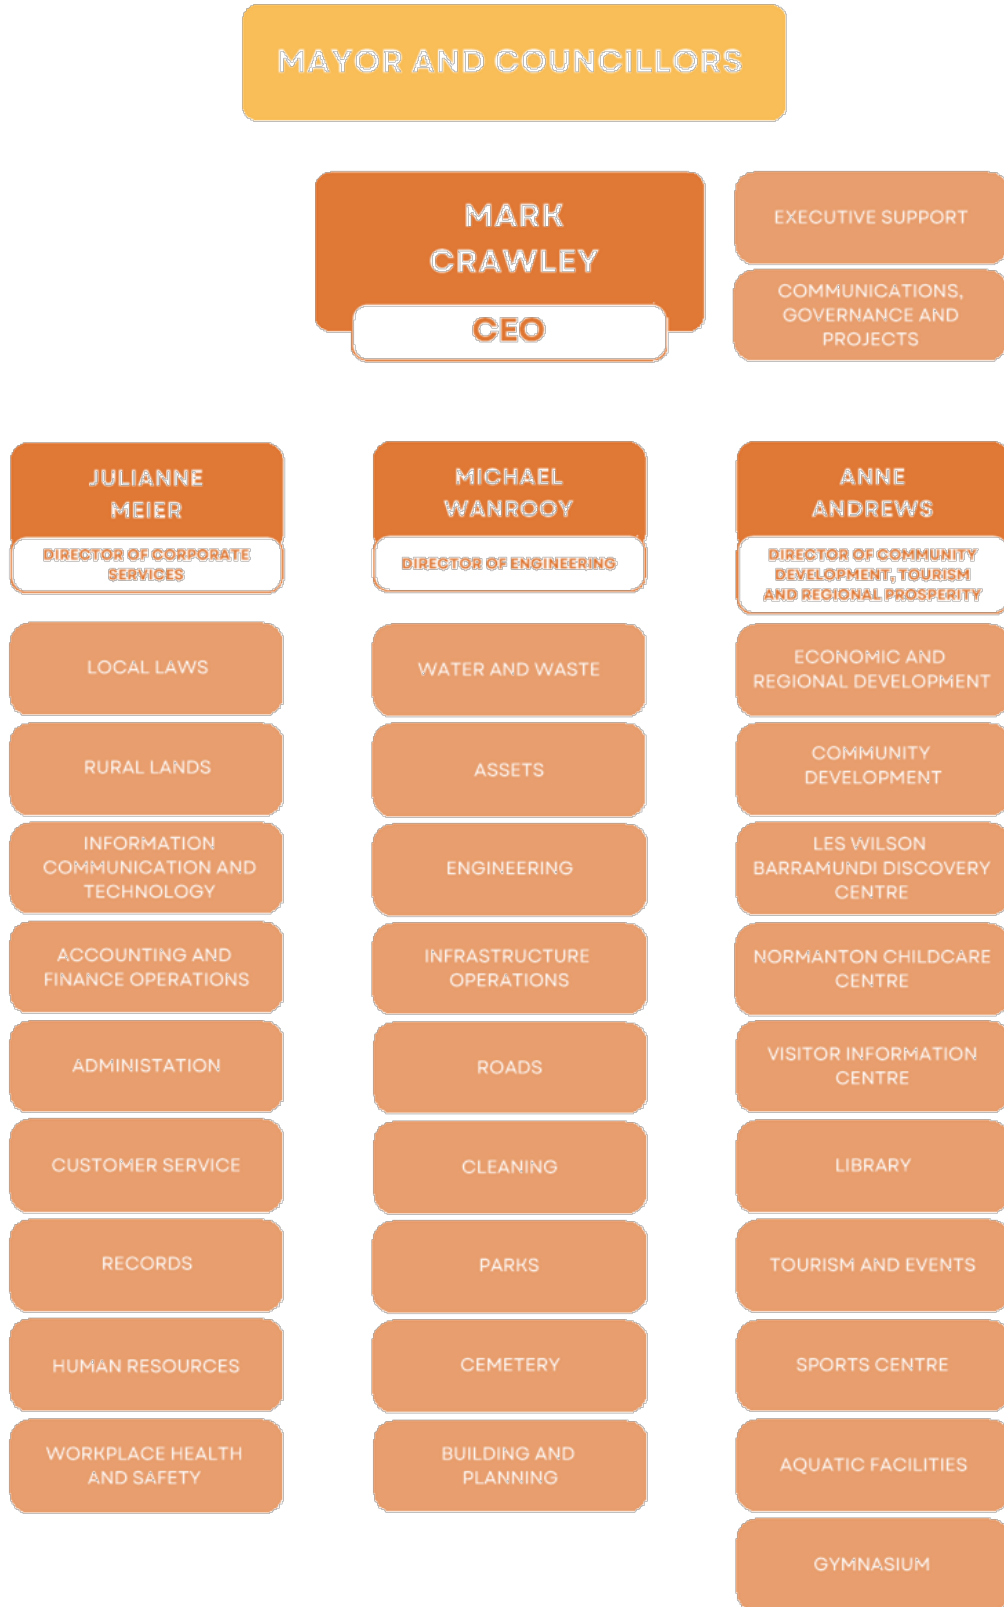 MAYOR AND COUNCILLORS
MARK
CRAWLEY
CEO
EXECUTIVE SUPPORT
COMMUNICATIONS,
GOVERNANCE AND
PROJECTS
JULIANNE
MEIER
DIRECTOR OF CORPORATE
SERVICES
LOCAL LAWS
RURAL LANDS
INFORMATION
COMMUNICATION AND
TECHNOLOGY
ACCOUNTING AND
FINANCE OPERATIONS
ADMINISTATION
CUSTOMER SERVICE
RECORDS
HUMAN RESOURCES
WORKPLACE HEALTH
AND SAFETY
MICHAEL
WANROOY
DIRECTOR OF ENGINEERING
WATER AND WASTE
ASSETS
ENGINEERING
INFRASTRUCTURE
OPERATIONS
ROADS
CLEANING
PARKS
CEMETERY
BUILDING AND
PLANNING
ANNE
ANDREWS
DIRECTOR OF COMMUNITY
DEVELOPMENT, TOURISM
AND REGIONAL PROSPERITY
ECONOMIC AND
REGIONAL DEVELOPMENT
COMMUNITY
DEVELOPMENT
LES WILSON
BARRAMUNDI DISCOVERY
CENTRE
NORMANTON CHILDCARE
CENTRE
VISITOR INFORMATION
CENTRE
LIBRARY
TOURISM AND EVENTS
SPORTS CENTRE
AQUATIC FACILITIES
GYMNASIUM